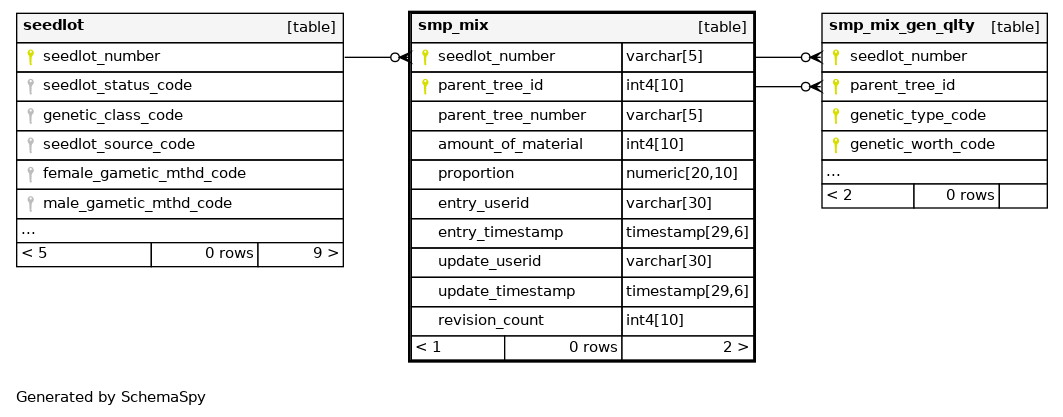 seedlot [table]
seedlot_number
seedlot_status_code
genetic_class_code
seedlot_source_code
female_gametic_mthd_code
male_gametic_mthd_code
...
< 5 0 rows 9 >
smp_mix [table]
seedlot_number varchar[5]
parent_tree_id int4[10]
parent_tree_number varchar[5]
amount_of_material int4[10]
proportion numeric[20,10]
entry_userid varchar[30]
entry_timestamp timestamp[29,6]
update_userid varchar[30]
update_timestamp timestamp[29,6]
revision_count int4[10]
< 1 0 rows 2 >
smp_mix_gen_qlty [table]
seedlot_number
parent_tree_id
genetic_type_code
genetic_worth_code
...
< 2 0 rows
Generated by SchemaSpy